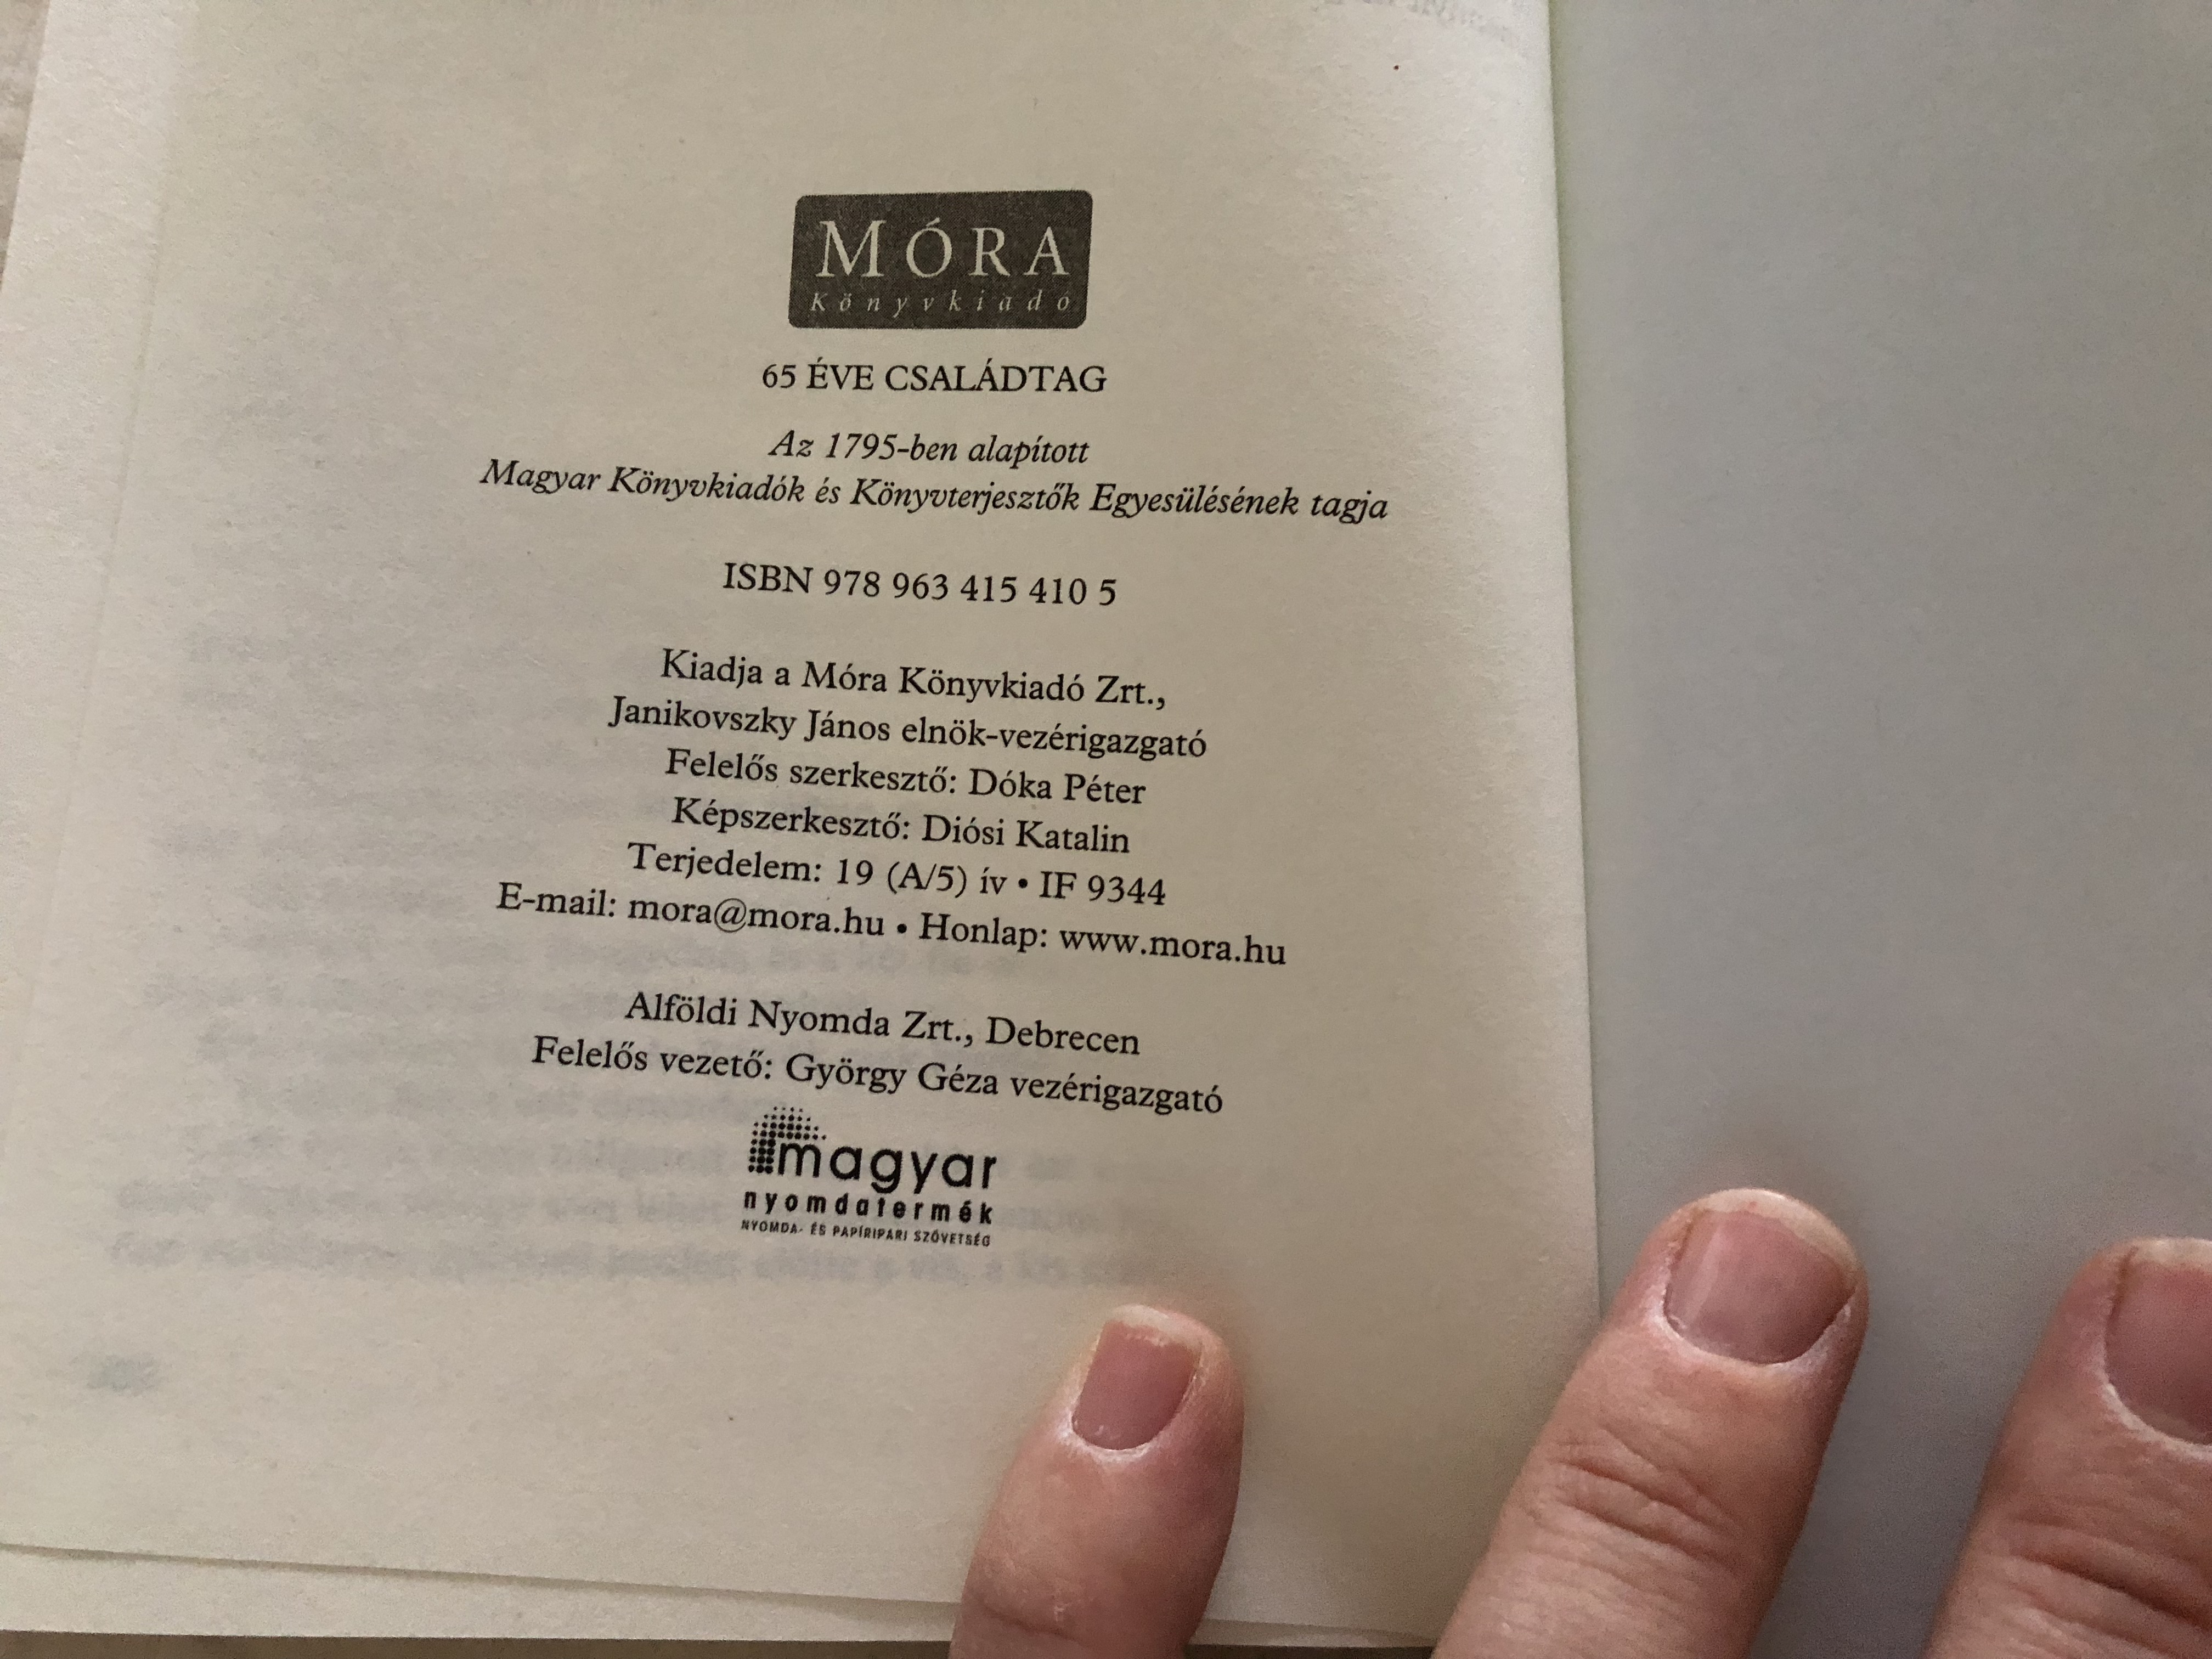 MÓRA
Könyvkiadó
65 ÉVE CSALÁDTAG
Az 1795-ben alapított
Magyar Könyvkiadók és Könyvterjesztők Egyesülésének tagja
ISBN 978 963 415 410 5
Kiadja a Móra Könyvkiadó Zrt.,
Janikovszky János elnök-vezérigazgató
Felelős szerkesztő: Dóka Péter
Képszerkesztő: Diósi Katalin
Terjedelem: 19 (A/5) ív • IF 9344
E-mail: mora@mora.hu • Honlap: www.mora.hu
Alföldi Nyomda Zrt., Debrecen
Felelős vezető: György Géza vezérigazgató
magyar
nyomdatermék
NYOMDA- ÉS PAPÍRIPARI SZÖVETSÉG